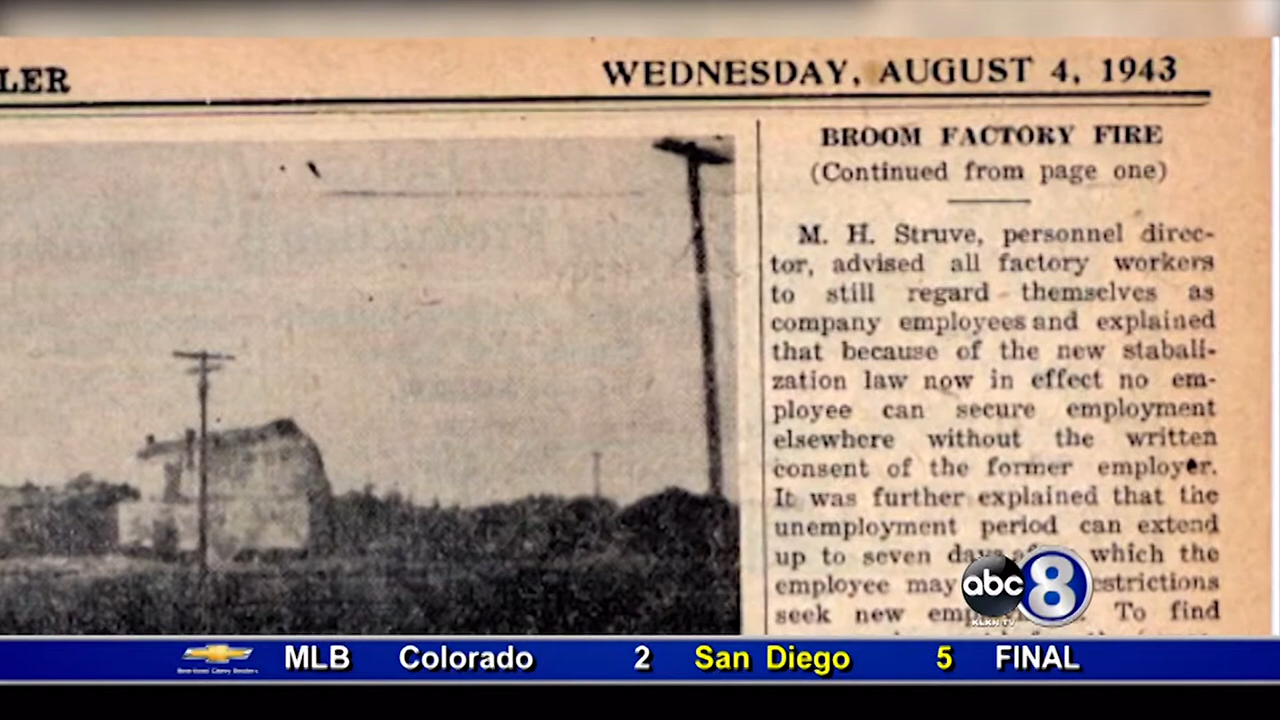 LER
WEDNESDAY, AUGUST 4, 1943
BROOM FACTORY FIRE
(Continued from page one)
M. H. Struve, personnel direc-
tor, advised all factory workers
to still regard themselves as
company employees and explained
that because of the new stabali-
zation law now in effect no em-
ployee can secure employment
elsewhere without the written
consent of the former employer.
It was further explained that the
unemployment period can extend
up to seven days which the
employee may estrictions
seek new To find
abc 8
KLKN TV
MLB Colorado 2 San Diego 5 FINAL